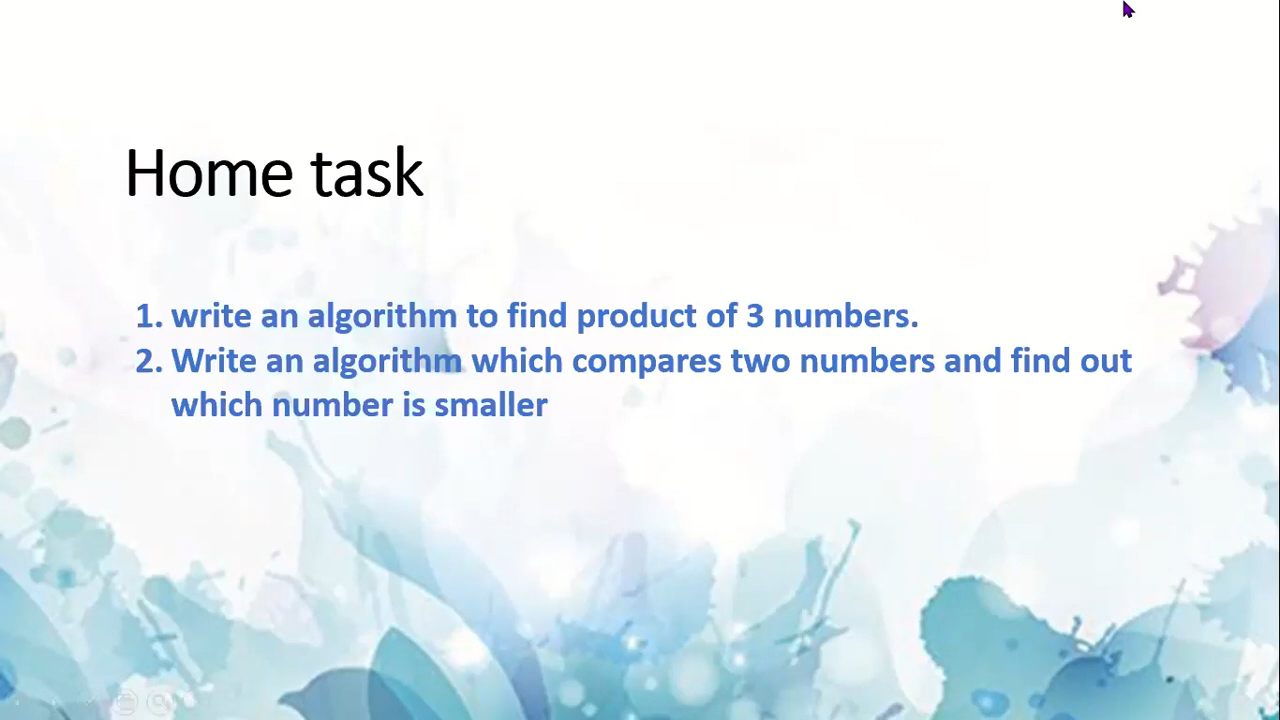 Home task
1. write an algorithm to find product of 3 numbers.
2. Write an algorithm which compares two numbers and find out
which number is smaller